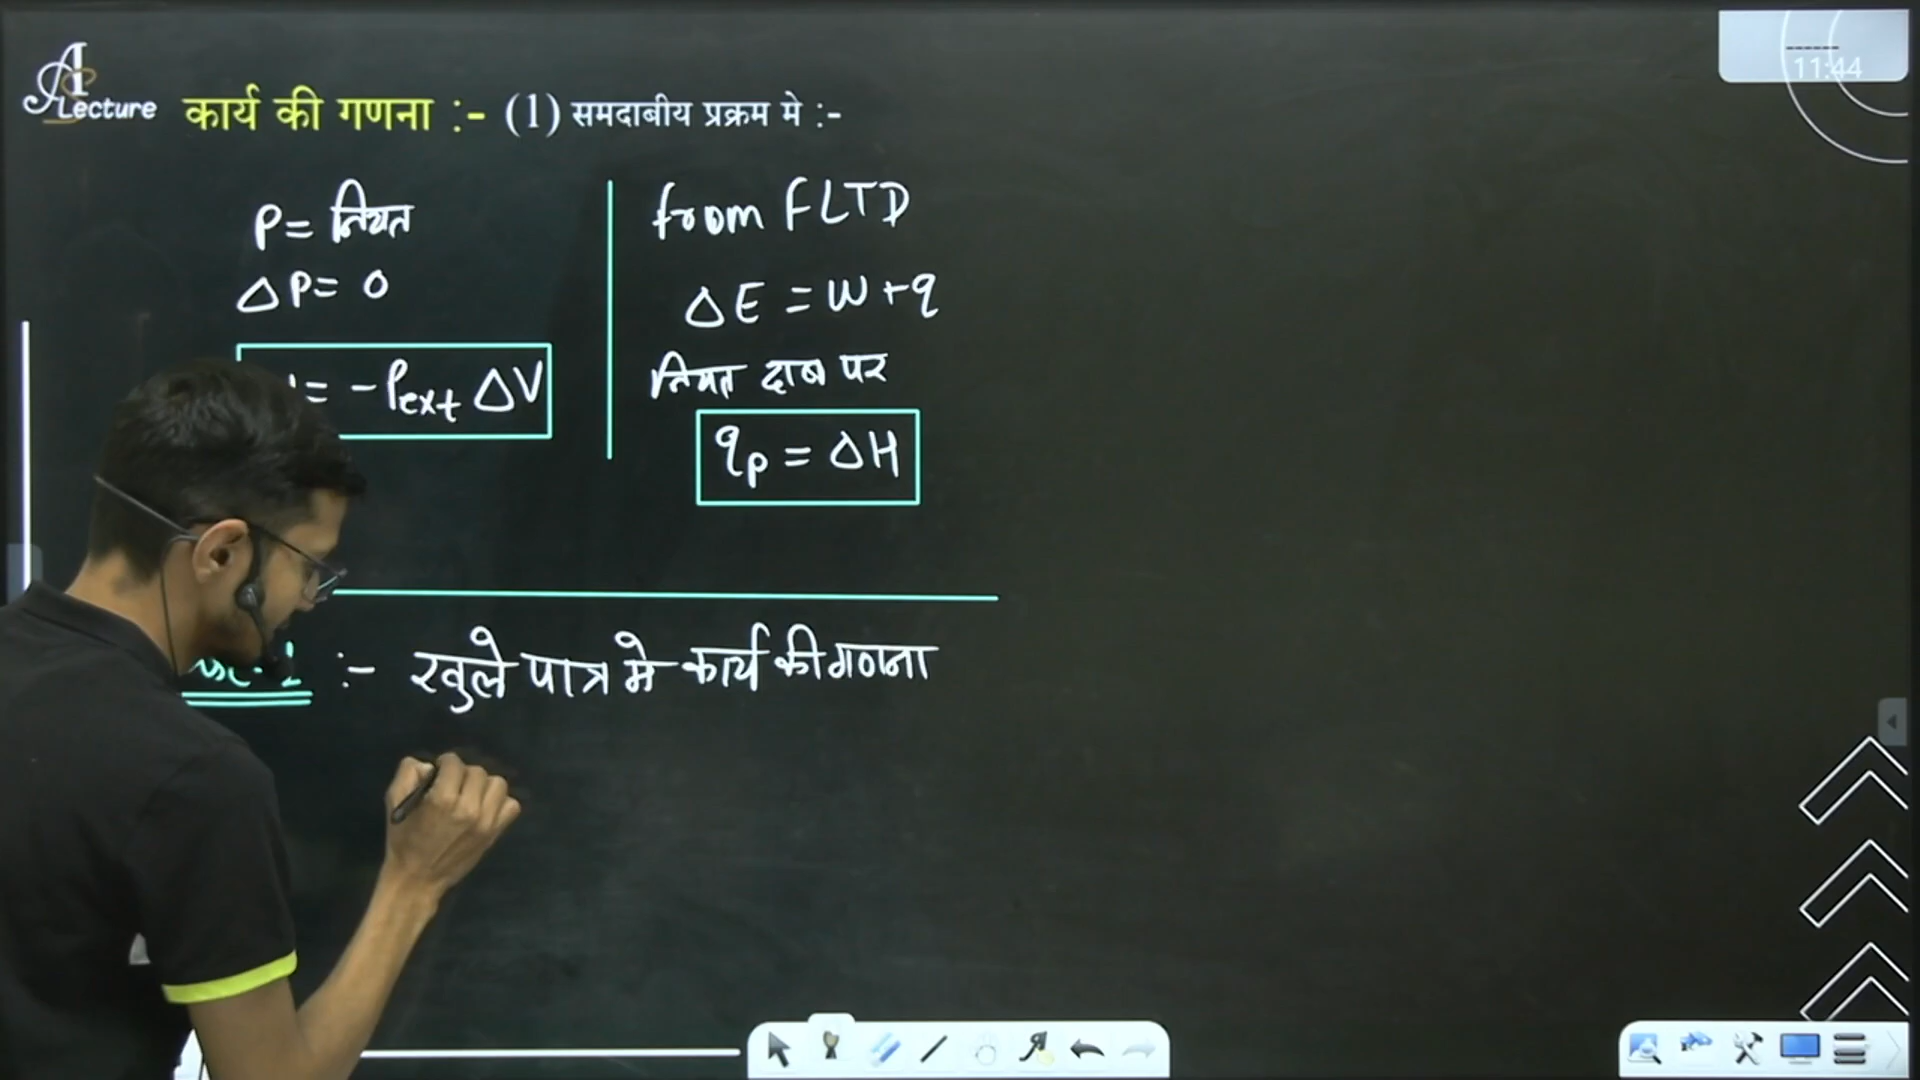 A Lecture
कार्य की गणना :- (1) समदाबीय प्रक्रम मे :-
11:44
P = नियत
ΔP = 0
= -Pext ΔV
from FLTD
ΔE = W + q
नियत दाब पर
qp = ΔH
:- खुले पात्र मे कार्य की गणना